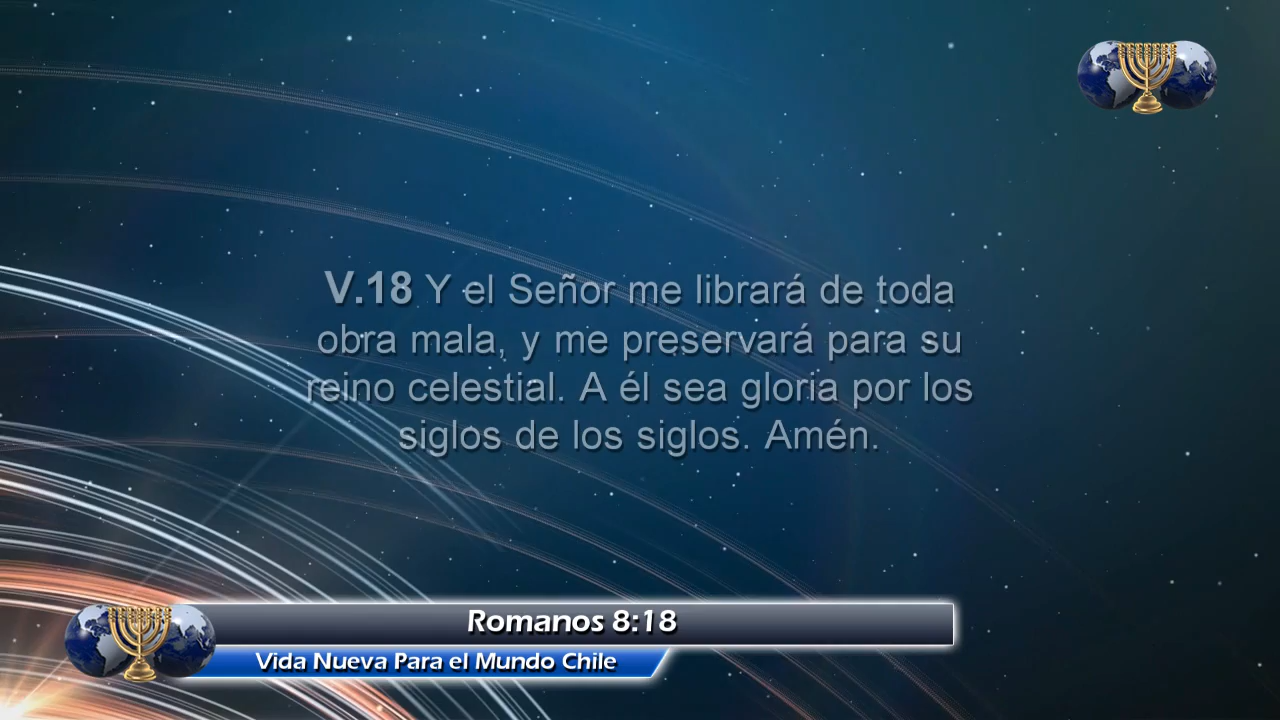 V.18 Y el Señor me librará de toda
obra mala, y me preservará para su
reino celestial. A él sea gloria por los
siglos de los siglos. Amén.
Romanos 8:18
Vida Nueva Para el Mundo Chile